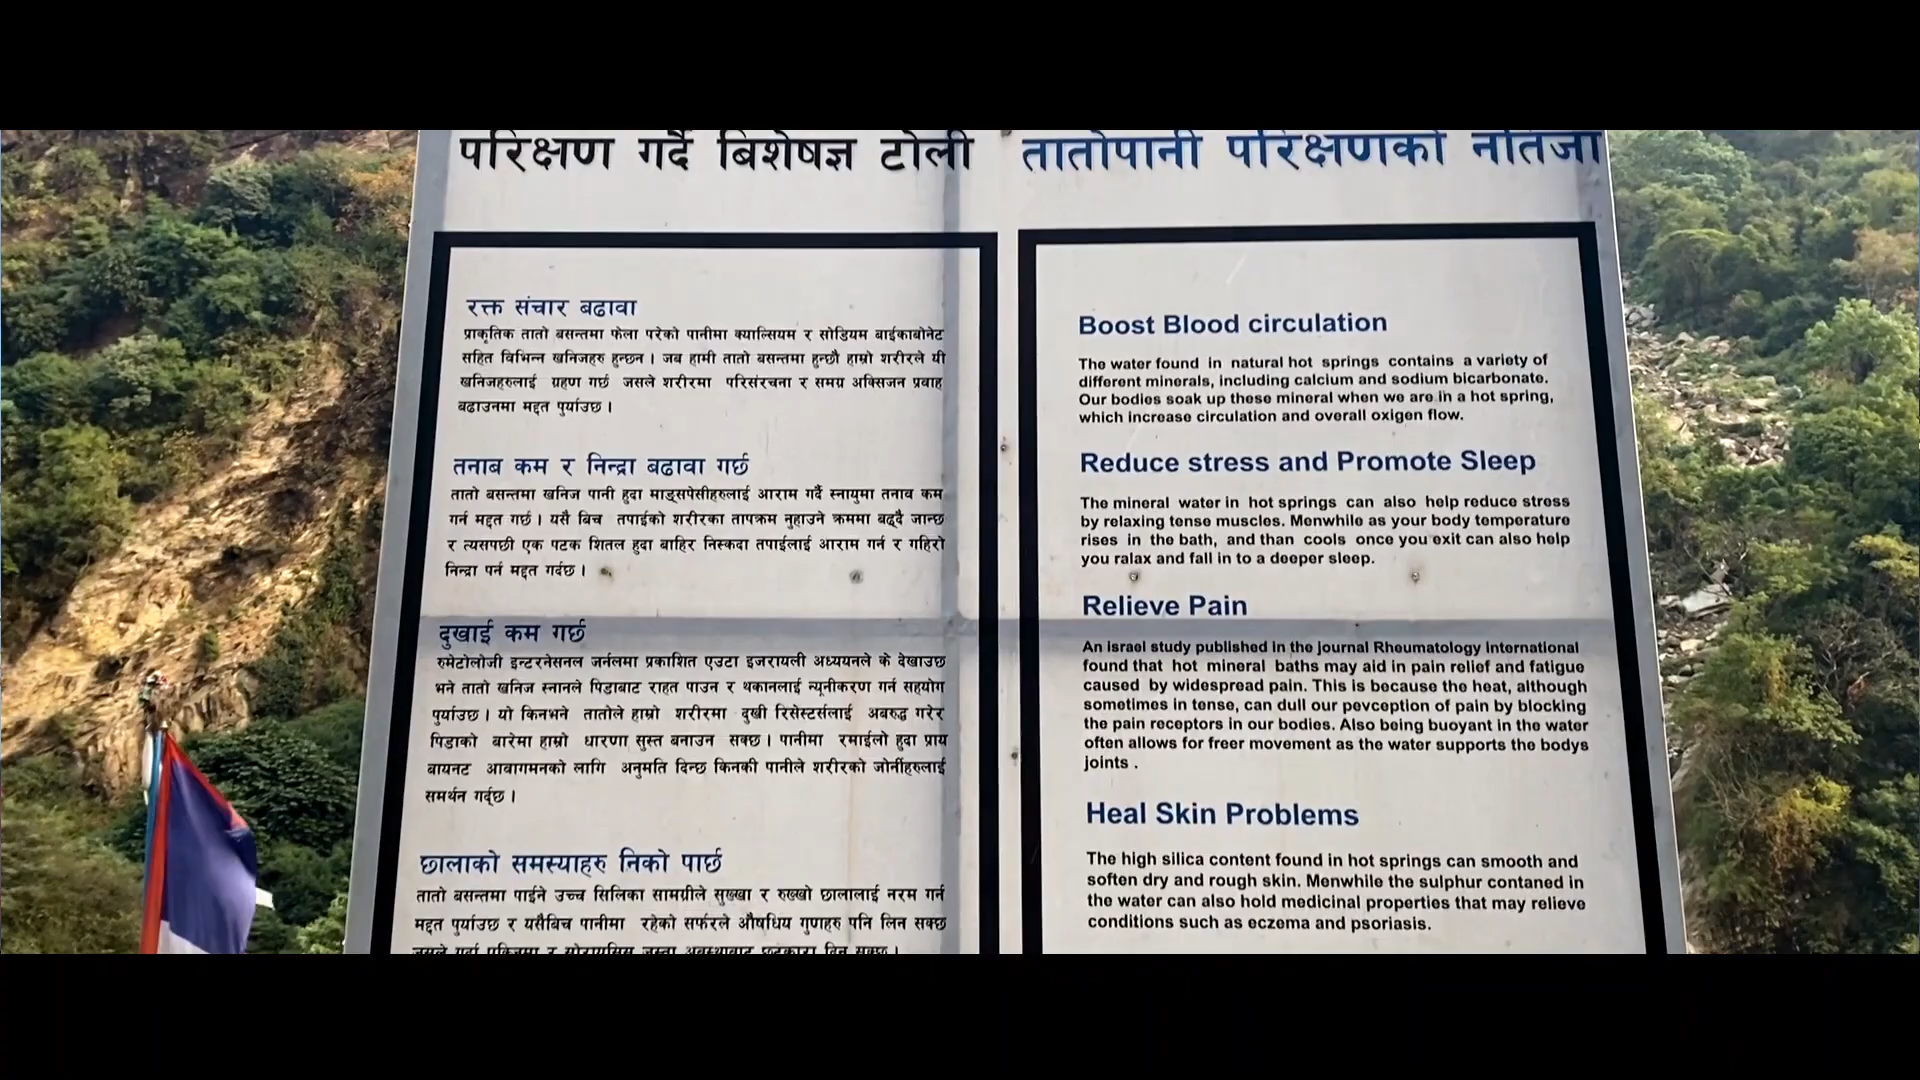 परिक्षण गर्दै बिशेषज्ञ टोली
तातोपानी परिक्षणको नतिजा
रक्त संचार बढावा
प्राकृतिक तातो बसन्तमा फेला परेको पानीमा क्याल्सियम र सोडियम बाईकाबोनेट
सहित विभिन्न खनिजहरु हुन्छन । जब हामी तातो बसन्तमा हुन्छौ हाम्रो शरीरले यी
खनिजहरुलाई ग्रहण गर्छ जसले शरीरमा परिसंरचना र समग्र अक्सिजन प्रवाह
बढाउनमा मद्दत पुर्याउछ ।
तनाब कम र निन्द्रा बढावा गर्छ
तातो बसन्तमा खनिज पानी हुदा माड्सपेसीहरुलाई आराम गर्दै स्नायुमा तनाव कम
गर्न मद्दत गर्छ । यसै बिच तपाईको शरीरका तापक्रम नुहाउने क्रममा बढ्दै जान्छ
र त्यसपछी एक पटक शितल हुदा बाहिर निस्कदा तपाईलाई आराम गर्न र गहिरो
निन्द्रा पर्न मद्दत गर्दछ ।
दुखाई कम गर्छ
रुमेटोलोजी इन्टरनेसनल जर्नलमा प्रकाशित एउटा इजरायली अध्ययनले के देखाउछ
भने तातो खनिज स्नानले पिडाबाट राहत पाउन र थकानलाई न्यूनीकरण गर्न सहयोग
पुर्याउछ । यो किनभने तातोले हाम्रो शरीरमा दुखी रिसेस्टर्सलाई अबरुद्ध गरेर
पिडाको बारेमा हाम्रो धारणा सुस्त बनाउन सक्छ । पानीमा रमाईलो हुदा प्राय
बायनट आबागमनको लागि अनुमति दिन्छ किनकी पानीले शरीरको जोर्नीहरुलाई
समर्थन गर्द्छ ।
छालाको समस्याहरु निको पार्छ
तातो बसन्तमा पाईने उच्च सिलिका सामग्रीले सुख्खा र रुख्खो छालालाई नरम गर्न
मद्दत पुर्याउछ र यसैबिच पानीमा रहेको सर्फरले औषधिय गुणहरु पनि लिन सक्छ
Boost Blood circulation
The water found in natural hot springs contains a variety of
different minerals, including calcium and sodium bicarbonate.
Our bodies soak up these mineral when we are in a hot spring,
which increase circulation and overall oxigen flow.
Reduce stress and Promote Sleep
The mineral water in hot springs can also help reduce stress
by relaxing tense muscles. Menwhile as your body temperature
rises in the bath, and than cools once you exit can also help
you ralax and fall in to a deeper sleep.
Relieve Pain
An Israel study published in the journal Rheumatology International
found that hot mineral baths may aid in pain relief and fatigue
caused by widespread pain. This is because the heat, although
sometimes in tense, can dull our pevception of pain by blocking
the pain receptors in our bodies. Also being buoyant in the water
often allows for freer movement as the water supports the bodys
joints .
Heal Skin Problems
The high silica content found in hot springs can smooth and
soften dry and rough skin. Menwhile the sulphur contaned in
the water can also hold medicinal properties that may relieve
conditions such as eczema and psoriasis.